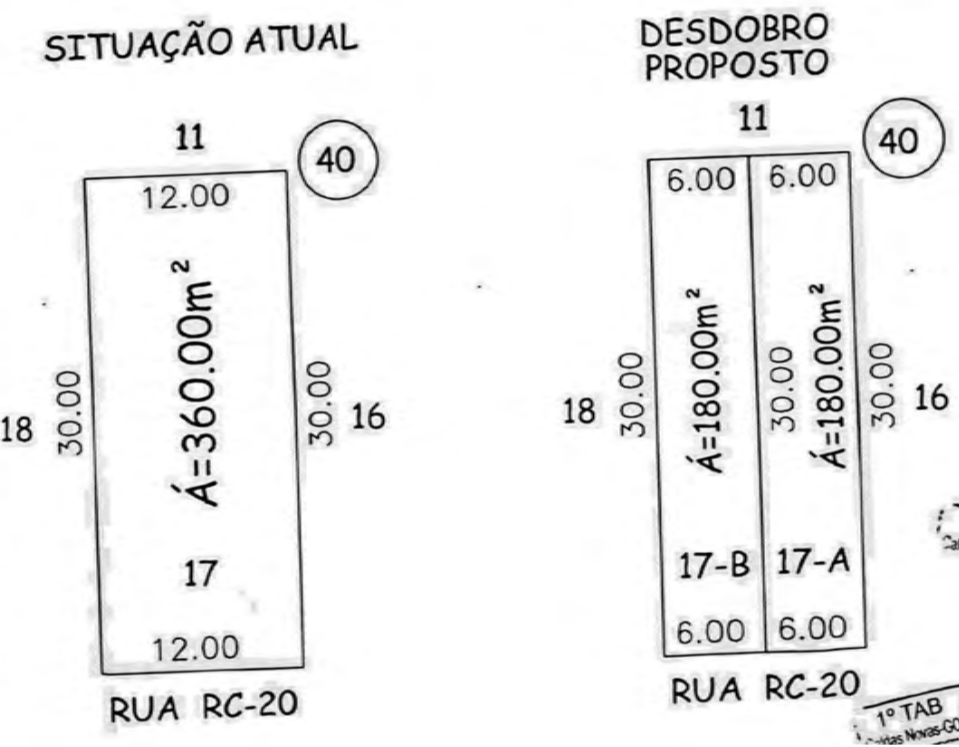 SITUAÇÃO ATUAL
11
40
12.00
Á=360.00m²
18
30.00
30.00
16
17
12.00
RUA RC-20
DESDOBRO
PROPOSTO
11
40
6.00 6.00
18
30.00
Á=180.00m²
30.00
Á=180.00m²
30.00
16
17-B 17-A
6.00 6.00
RUA RC-20
1º TAB
Novas-GO